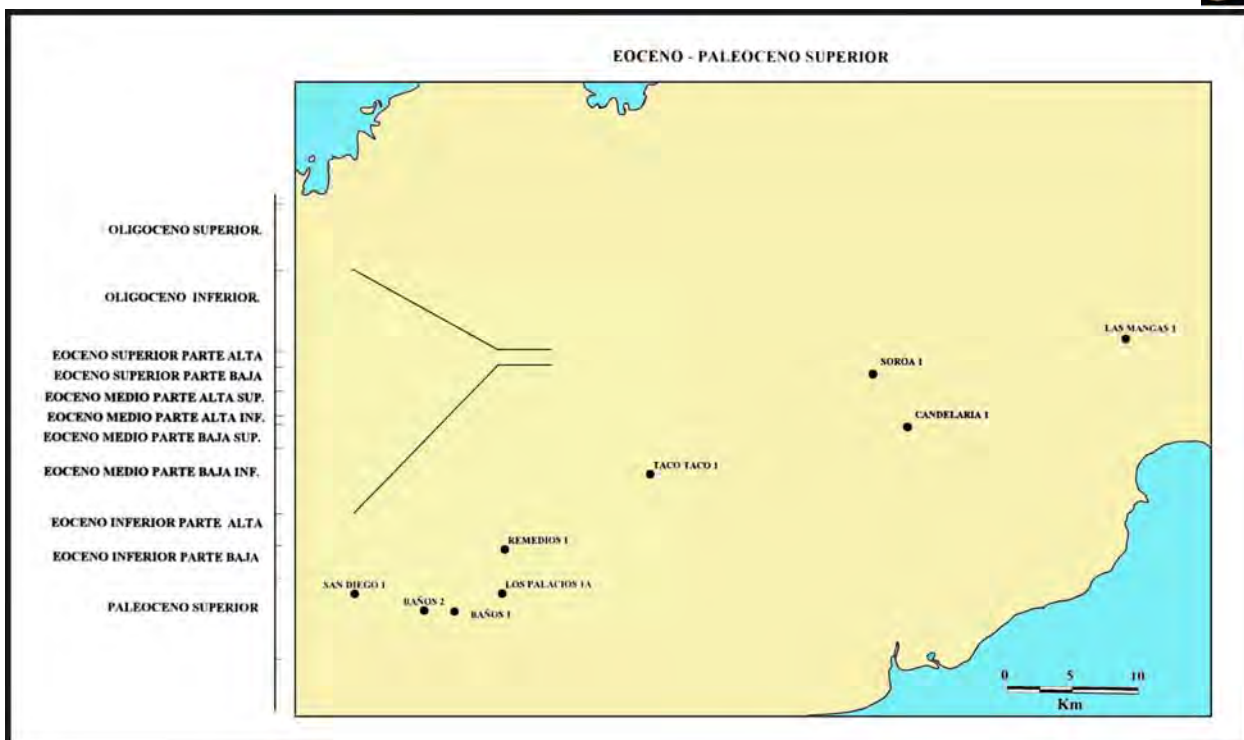 EOCENO - PALEOCENO SUPERIOR
OLIGOCENO SUPERIOR.
OLIGOCENO INFERIOR.
EOCENO SUPERIOR PARTE ALTA
EOCENO SUPERIOR PARTE BAJA
EOCENO MEDIO PARTE ALTA SUP.
EOCENO MEDIO PARTE ALTA INF.
EOCENO MEDIO PARTE BAJA SUP.
EOCENO MEDIO PARTE BAJA INF.
EOCENO INFERIOR PARTE ALTA
EOCENO INFERIOR PARTE BAJA
PALEOCENO SUPERIOR
LAS MANGAS 1
SOROA 1
CANDELARIA 1
TACO TACO 1
REMEDIOS 1
SAN DIEGO 1
LOS PALACIOS 1A
BAÑOS 2
BAÑOS 1
0 5 10
Km